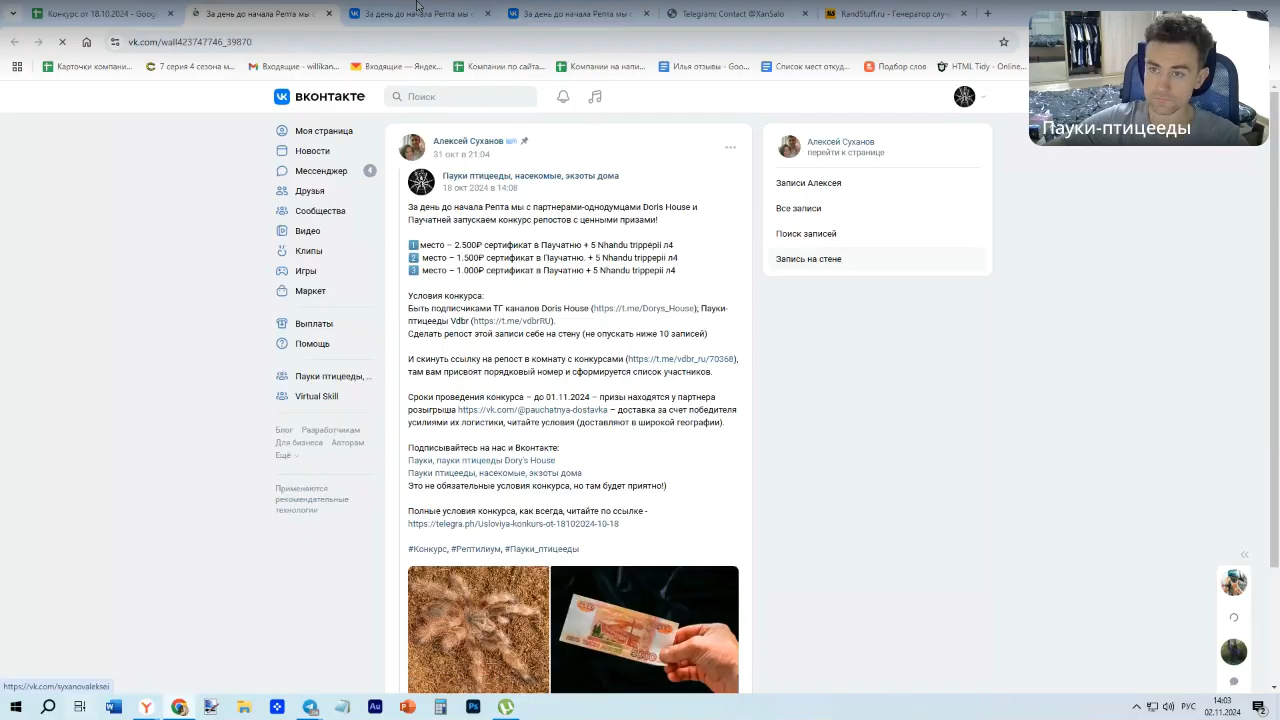 Конкурс от 18.10.2024 - Goog
ВКонтакте
За день до начала Репта м
За день до начала Репта мы
Telegram: Contact @XanSalo
RandStuff.ru - Генератор случ
vk.com/wall423747746_39870
Карточки компани...
7 серия 4 сезона м...
Входящие - willikan...
Входящие — Яндекс...
Компании по сайта...
Компании на напи...
Илья отзывы - Goo...
Список мест откуд...
Подбор слов
HTML Tidy - Online...
вконтакте
Поиск
Пауки-птицееды
Моя страница
Новости
Мессенджер 4
Друзья
Сообщества
Видео
Клипы
Игры
Маркет
Выплаты
Помощь
Пауки птицееды, ...
Virtual Skill
Блог Разработчикам
Для бизнеса Авторам
Ещё
Применяются
рекомендательные
технологии
Алексей Суханов
31 окт в 21:04
Пауки птицееды, насекомые, экзоты дома
18 окт 2024 в 14:08
За день до начала Репта мы с партнерами-однодумцами Doris House и
Паучатней запускаем конкурс репостов с ценными призами!
1 место – 2.500₽ сертификат в Паучатню + 5 Nhandu trippepii л4
2 место – 1.500₽ сертификат в Паучатню. + 5 Nhandu trippepii л4
3 место – 1.000₽ сертификат в Паучатню + 5 Nhandu trippepii л4
Условия конкурса:
Быть подписчиками ТГ каналов Doris House (https://t.me/Dorys_House); Пауки-
птицееды Vdbr (https://t.me/vdbrRU).
Сделать репост этой записи себе на стену (не опускать ниже 10 записей)
И скинуть ссылку на репост в комнату с конкурсами (https://t.me/vdbr_ru/70368),
там вам присвоят порядковый номер и сформируется список участников.
Сроки проведения конкурса – до 01.11.2024 – призы находятся у партнера
розыгрыша https://vk.com/@pauchatnya-dostavka – доставка за счет победителя
усилиями их логистики, читайте условия (доставляют в широкой географии).
Подписывайтесь на нас и Вконтакте:
Пауки, пауки птицееды Dory's House
Пауки птицееды, насекомые, экзоты дома
Это не обязательные условия конкурса, но там будет приятно!)
Полные условия конкурса, как всегда, читайте по ссылке -
https://telegra.ph/Usloviya-konkurs-ot-18102024-10-18
#Конкурс, #Рептилиум, #Пауки_птицееды
Алексей Суханов
перейти к странице
Записи Алексея
Все записи
Поиск записей
Запись на стене
https://vk.com/syxanovaleksei
РУС
14:03
02.11.2024